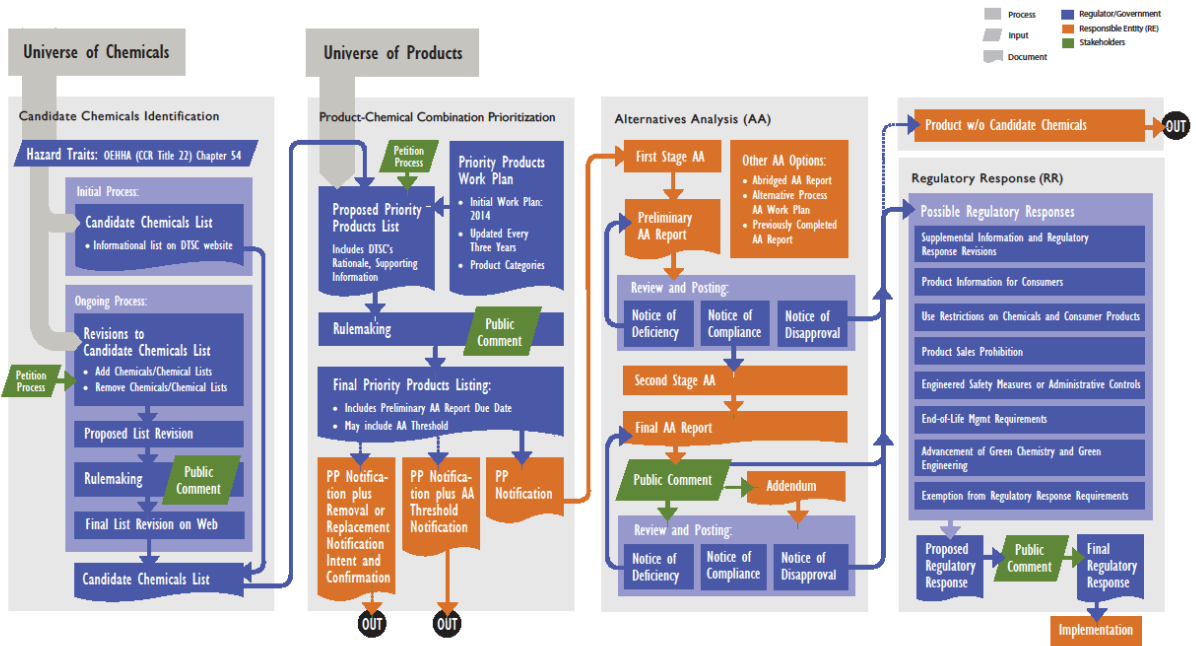 Process
Input
Document
Regulator/Government
Responsible Entity (RE)
Stakeholders
Universe of Chemicals
Universe of Products
Candidate Chemicals Identification
Hazard Traits: OEHHA (CCR Title 22) Chapter 54
Initial Process:
Candidate Chemicals List
• Informational list on DTSC website
Ongoing Process:
Revisions to
Candidate Chemicals List
• Add Chemicals/Chemical Lists
• Remove Chemicals/Chemical Lists
Petition
Process
Proposed List Revision
Rulemaking
Public
Comment
Final List Revision on Web
Candidate Chemicals List
Product-Chemical Combination Prioritization
Petition
Process
Proposed Priority
Products List
Includes DTSC's
Rationale, Supporting
Information
Priority Products
Work Plan
• Initial Work Plan:
2014
• Updated Every
Three Years
• Product Categories
Rulemaking
Public
Comment
Final Priority Products Listing:
• Includes Preliminary AA Report Due Date
• May include AA Threshold
PP Notifica-
tion plus
Removal or
Replacement
Notification
Intent and
Confirmation
PP Notifica-
tion plus AA
Threshold
Notification
PP
Notification
OUT
OUT
Alternatives Analysis (AA)
First Stage AA
Preliminary
AA Report
Other AA Options:
• Abridged AA Report
• Alternative Process
AA Work Plan
• Previously Completed
AA Report
Review and Posting:
Notice of
Deficiency
Notice of
Compliance
Notice of
Disapproval
Second Stage AA
Final AA Report
Public Comment
Addendum
Review and Posting:
Notice of
Deficiency
Notice of
Compliance
Notice of
Disapproval
Product w/o Candidate Chemicals
OUT
Regulatory Response (RR)
Possible Regulatory Responses
Supplemental Information and Regulatory
Response Revisions
Product Information for Consumers
Use Restrictions on Chemicals and Consumer Products
Product Sales Prohibition
Engineered Safety Measures or Administrative Controls
End-of-Life Mgmt Requirements
Advancement of Green Chemistry and Green
Engineering
Exemption from Regulatory Response Requirements
Proposed
Regulatory
Response
Public
Comment
Final
Regulatory
Response
Implementation